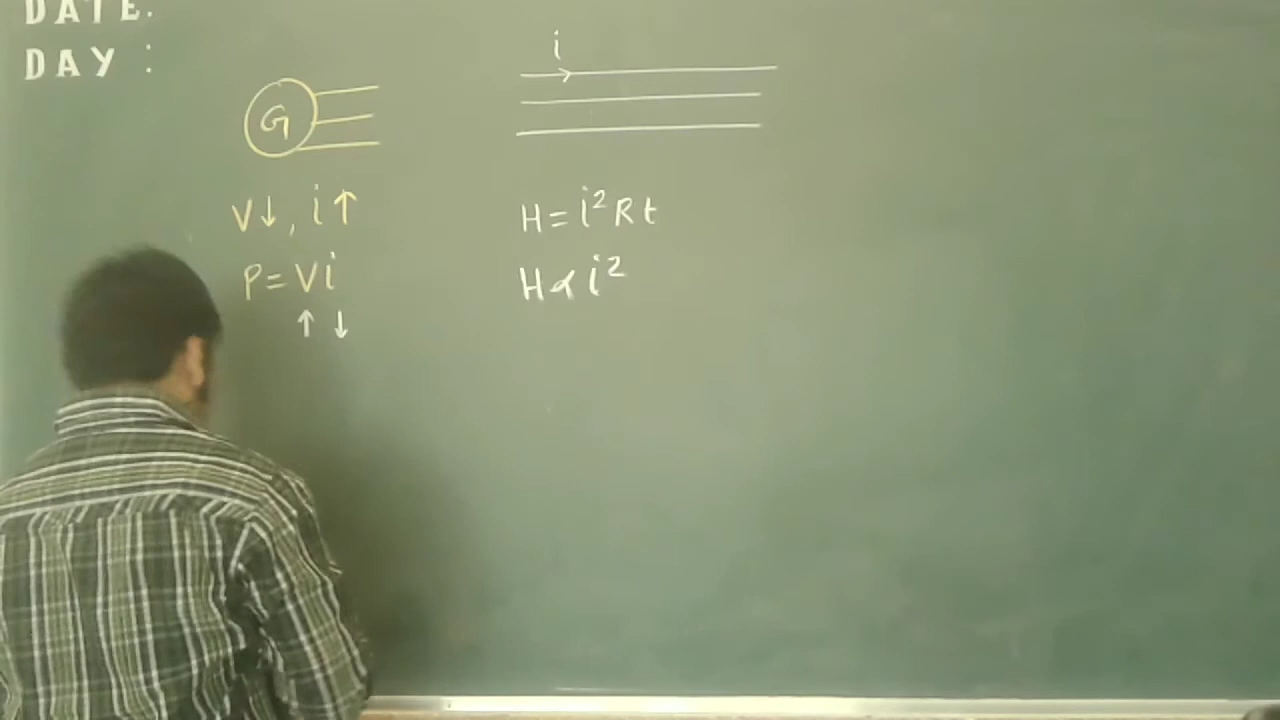 DATE:
DAY :
i
G
V↓, i↑
P = Vi
↑ ↓
H = i²Rt
H ∝ i²